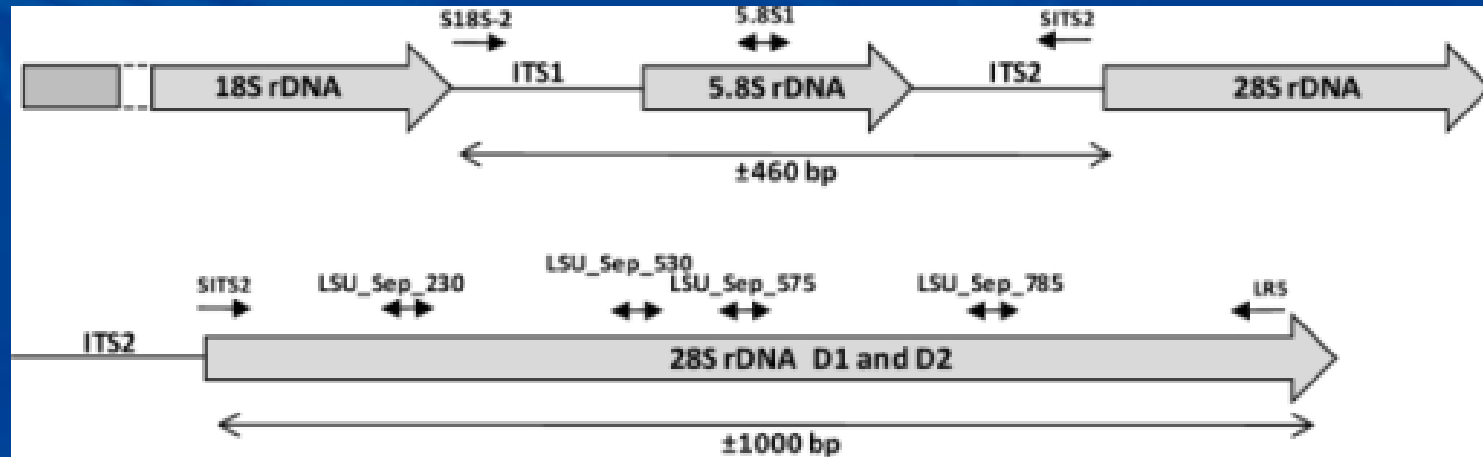 S18S-2 5.8S1 SITS2
18S rDNA ITS1 5.8S rDNA ITS2 28S rDNA
±460 bp
LSU_Sep_530
SITS2 LSU_Sep_230 LSU_Sep_575 LSU_Sep_785 LR5
ITS2
28S rDNA D1 and D2
±1000 bp